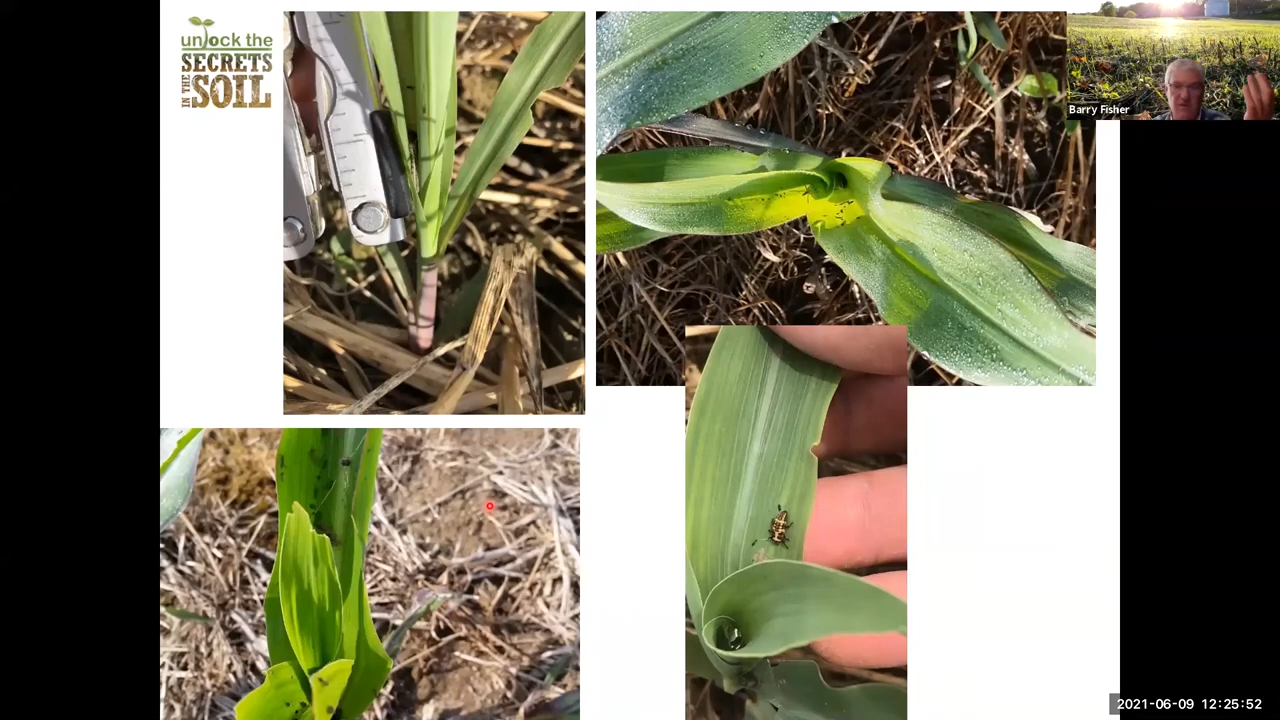 unlock the
SECRETS
IN THE
SOIL
Barry Fisher
2021-06-09 12:25:52